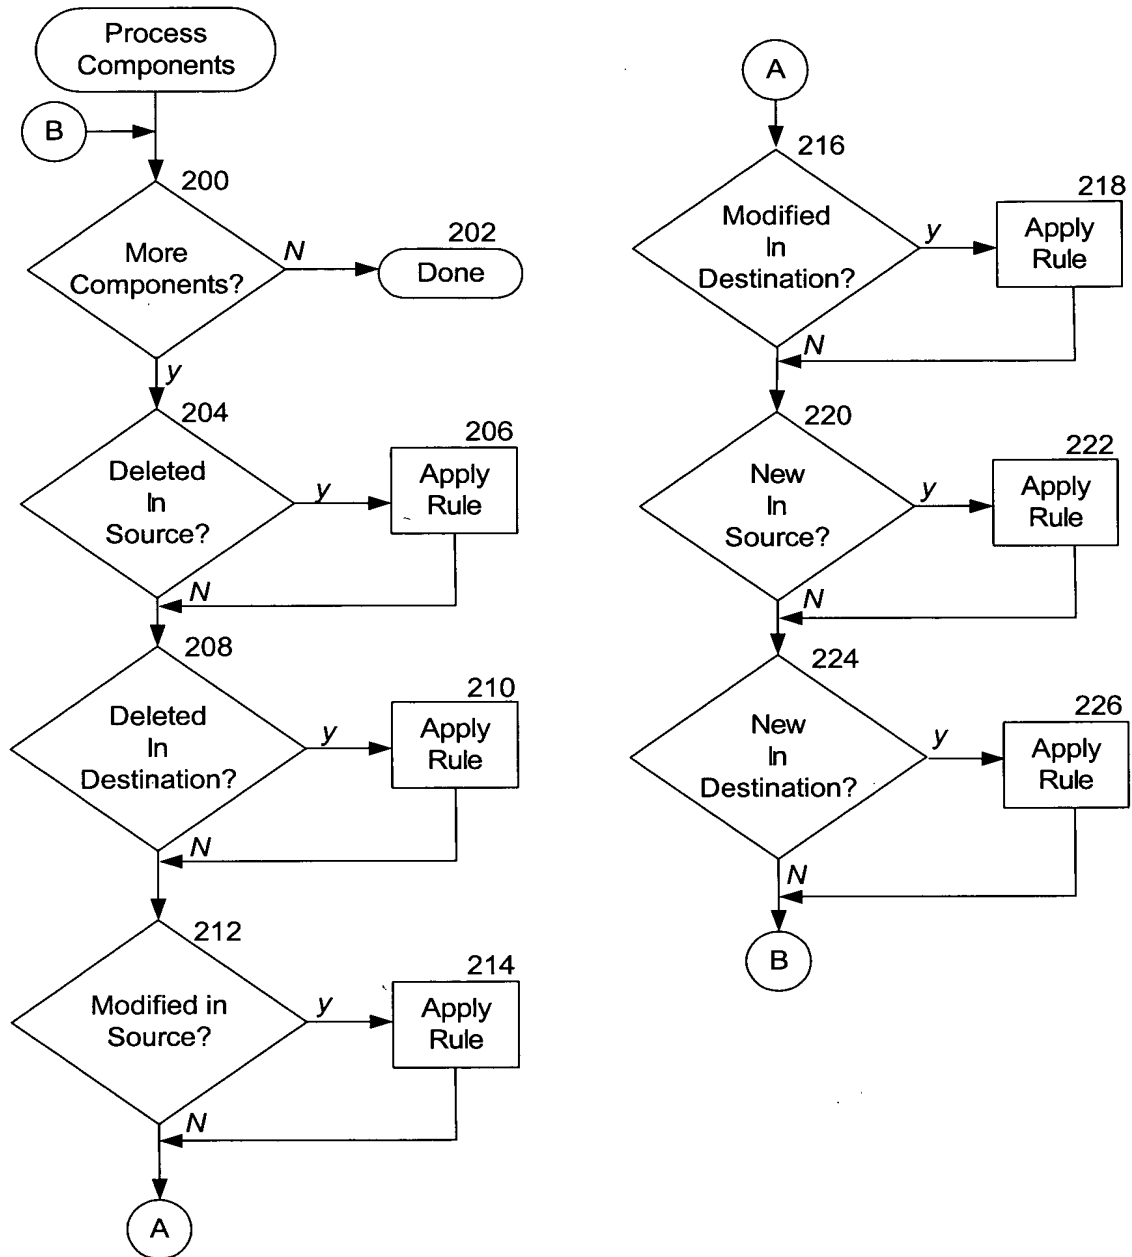 Process
Components
B
200
More
Components?
N
202
Done
y
204
Deleted
In
Source?
y
206
Apply
Rule
N
208
Deleted
In
Destination?
y
210
Apply
Rule
N
212
Modified in
Source?
y
214
Apply
Rule
N
A
A
216
Modified
In
Destination?
y
218
Apply
Rule
N
220
New
In
Source?
y
222
Apply
Rule
N
224
New
In
Destination?
y
226
Apply
Rule
N
B